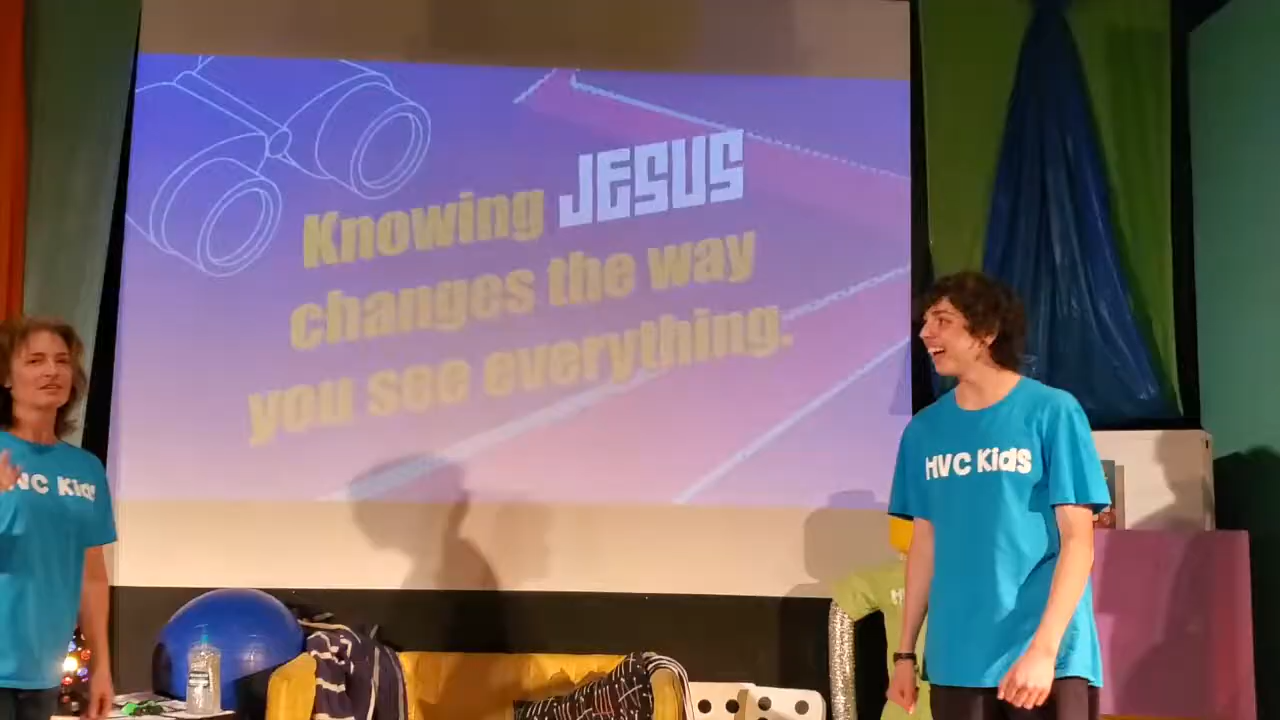 Knowing JESUS
changes the way
you see everything.
HVC Kids
HVC Kids